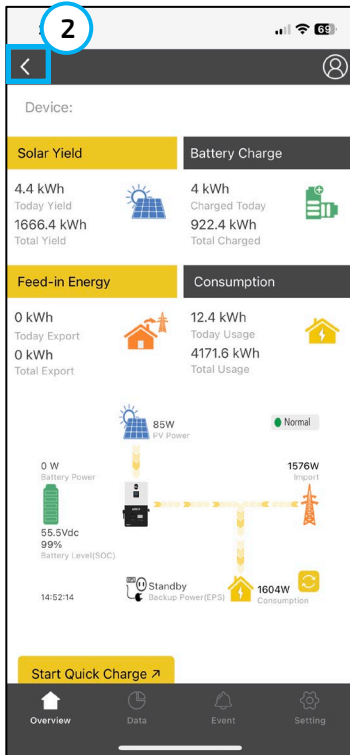 2
69
Device:
Solar Yield
Battery Charge
4.4 kWh
Today Yield
1666.4 kWh
Total Yield
4 kWh
Charged Today
922.4 kWh
Total Charged
Feed-in Energy
Consumption
0 kWh
Today Export
0 kWh
Total Export
12.4 kWh
Today Usage
4171.6 kWh
Total Usage
85W
PV Power
Normal
0 W
Battery Power
1576W
Import
55.5Vdc
99%
Battery Level(SOC)
EPS
Standby
Backup Power(EPS)
1604W
Consumption
14:52:14
Start Quick Charge
Overview
Data
Event
Setting